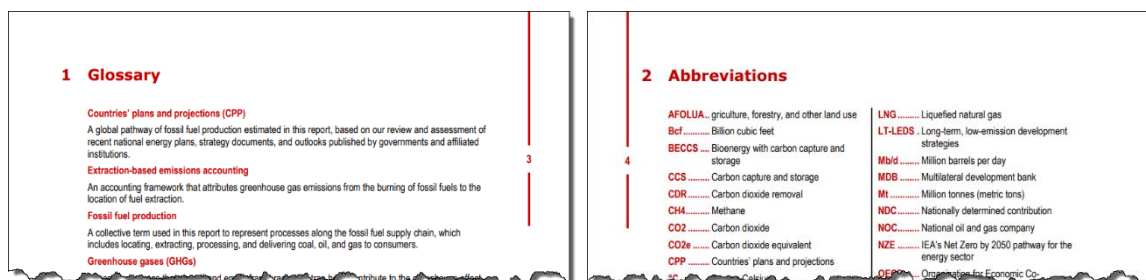 1 Glossary
Countries' plans and projections (CPP)
A global pathway of fossil fuel production estimated in this report, based on our review and assessment of
recent national energy plans, strategy documents, and outlooks published by governments and affiliated
institutions.
Extraction-based emissions accounting
An accounting framework that attributes greenhouse gas emissions from the burning of fossil fuels to the
location of fuel extraction.
Fossil fuel production
A collective term used in this report to represent processes along the fossil fuel supply chain, which
includes locating, extracting, processing, and delivering coal, oil, and gas to consumers.
Greenhouse gases (GHGs)
3
2 Abbreviations
4
AFOLUA.. griculture, forestry, and other land use
Bcf........... Billion cubic feet
BECCS .... Bioenergy with carbon capture and
storage
CCS ......... Carbon capture and storage
CDR ......... Carbon dioxide removal
CH4.......... Methane
CO2 ......... Carbon dioxide
CO2e ....... Carbon dioxide equivalent
CPP ......... Countries' plans and projections
°C Celsius
LNG ......... Liquefied natural gas
LT-LEDS . Long-term, low-emission development
strategies
Mb/d ........ Million barrels per day
MDB ........ Multilateral development bank
Mt ............ Million tonnes (metric tons)
NDC......... Nationally determined contribution
NOC......... National oil and gas company
NZE ......... IEA's Net Zero by 2050 pathway for the
energy sector
Organisation for Economic Co-